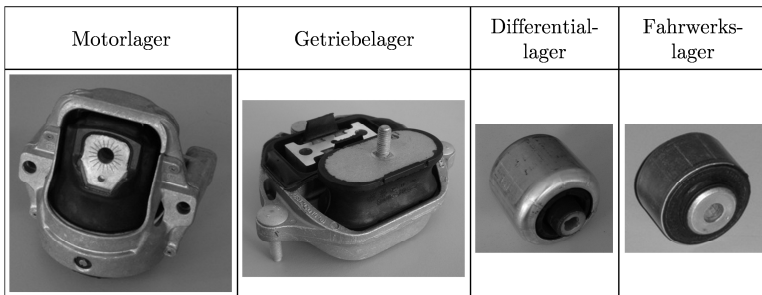 Motorlager
Getriebelager
Differential-
lager
Fahrwerks-
lager